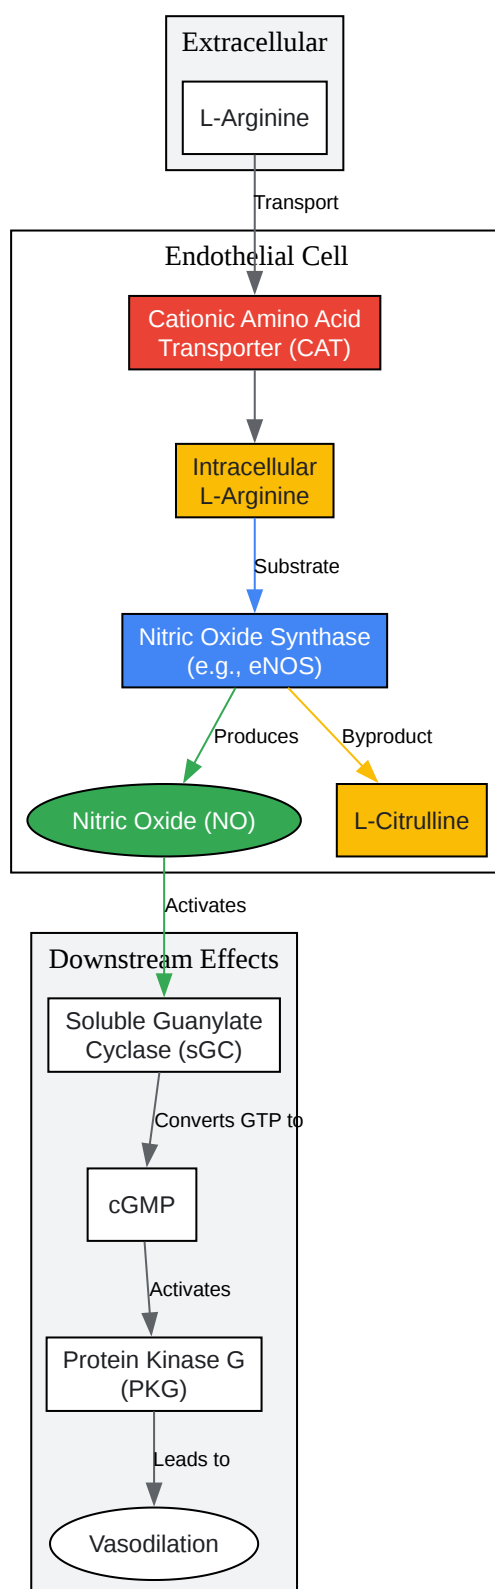 Extracellular
L-Arginine
Transport
Endothelial Cell
Cationic Amino Acid
Transporter (CAT)
Intracellular
L-Arginine
Substrate
Nitric Oxide Synthase
(e.g., eNOS)
Produces
Byproduct
Nitric Oxide (NO)
L-Citrulline
Activates
Downstream Effects
Soluble Guanylate
Cyclase (sGC)
Converts GTP to
cGMP
Activates
Protein Kinase G
(PKG)
Leads to
Vasodilation